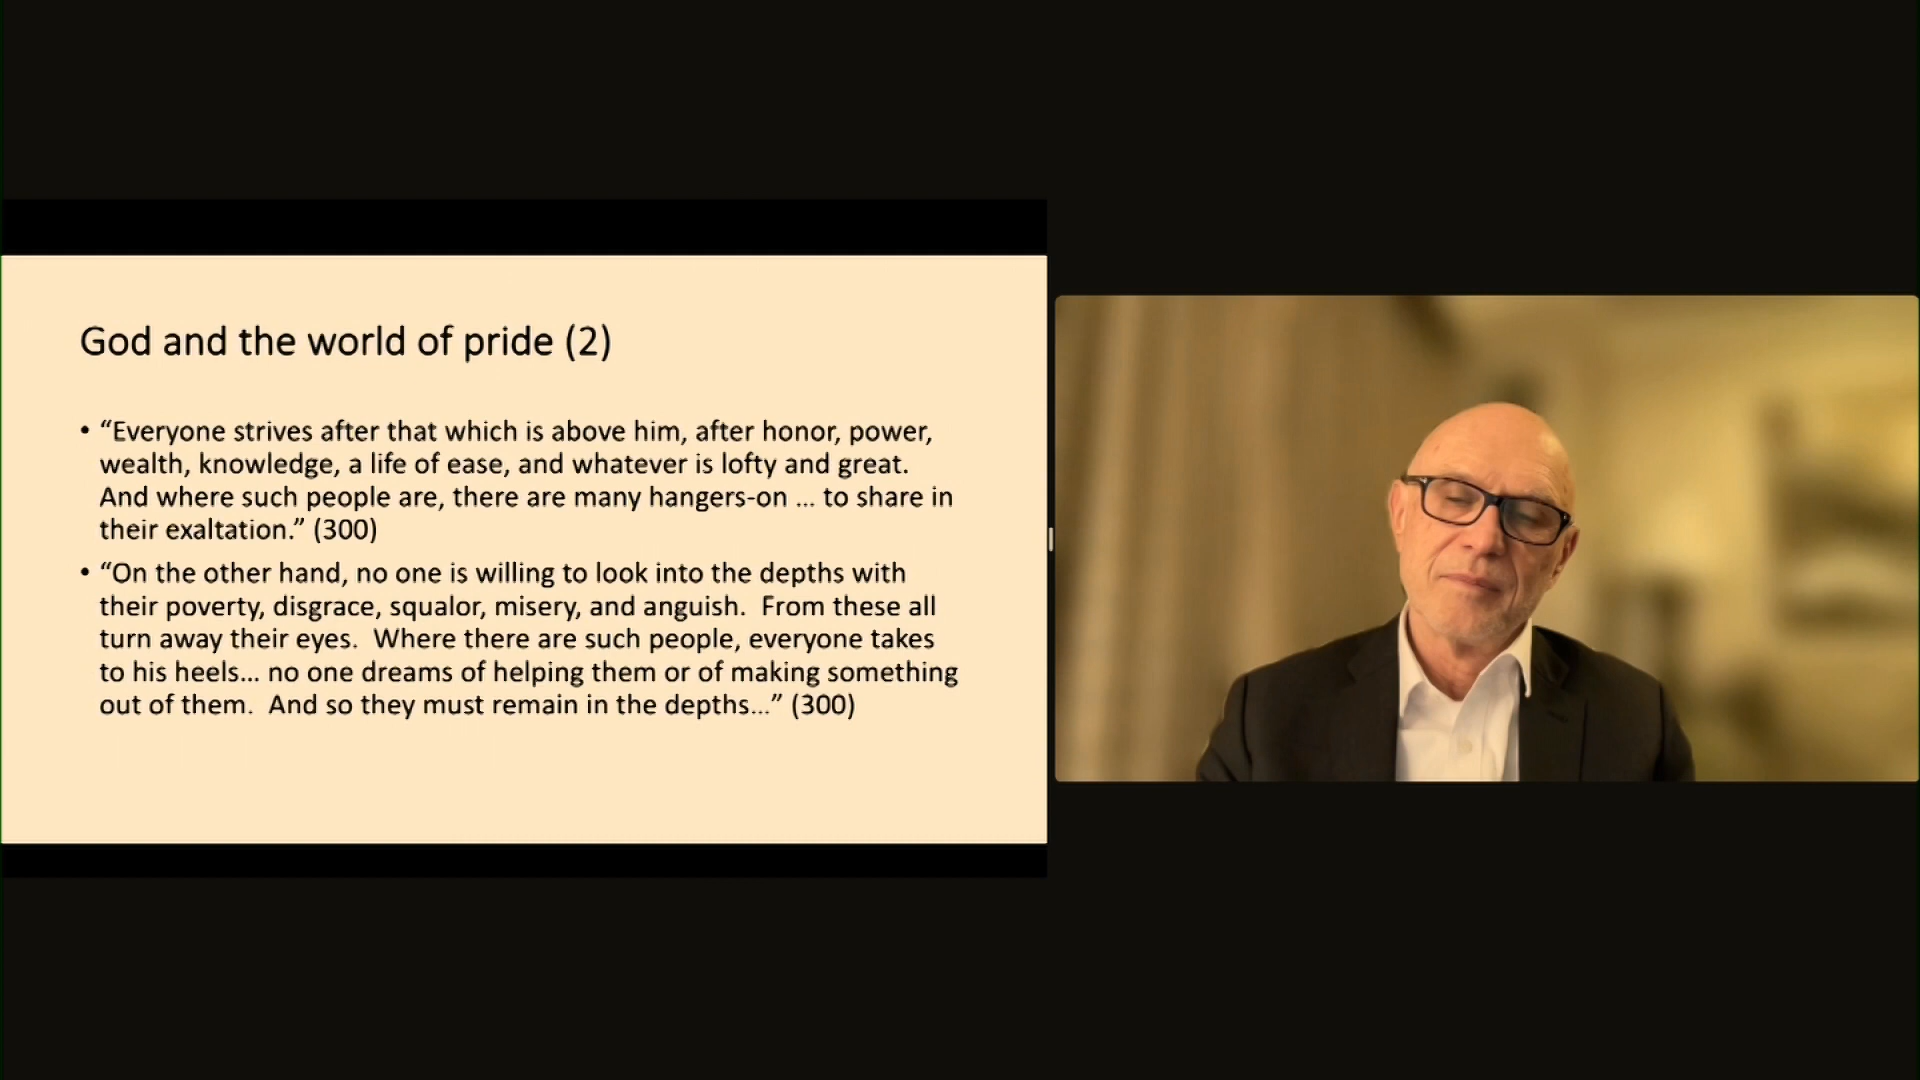 God and the world of pride (2)
• “Everyone strives after that which is above him, after honor, power,
wealth, knowledge, a life of ease, and whatever is lofty and great.
And where such people are, there are many hangers-on ... to share in
their exaltation.” (300)
• “On the other hand, no one is willing to look into the depths with
their poverty, disgrace, squalor, misery, and anguish.  From these all
turn away their eyes.  Where there are such people, everyone takes
to his heels... no one dreams of helping them or of making something
out of them.  And so they must remain in the depths...” (300)